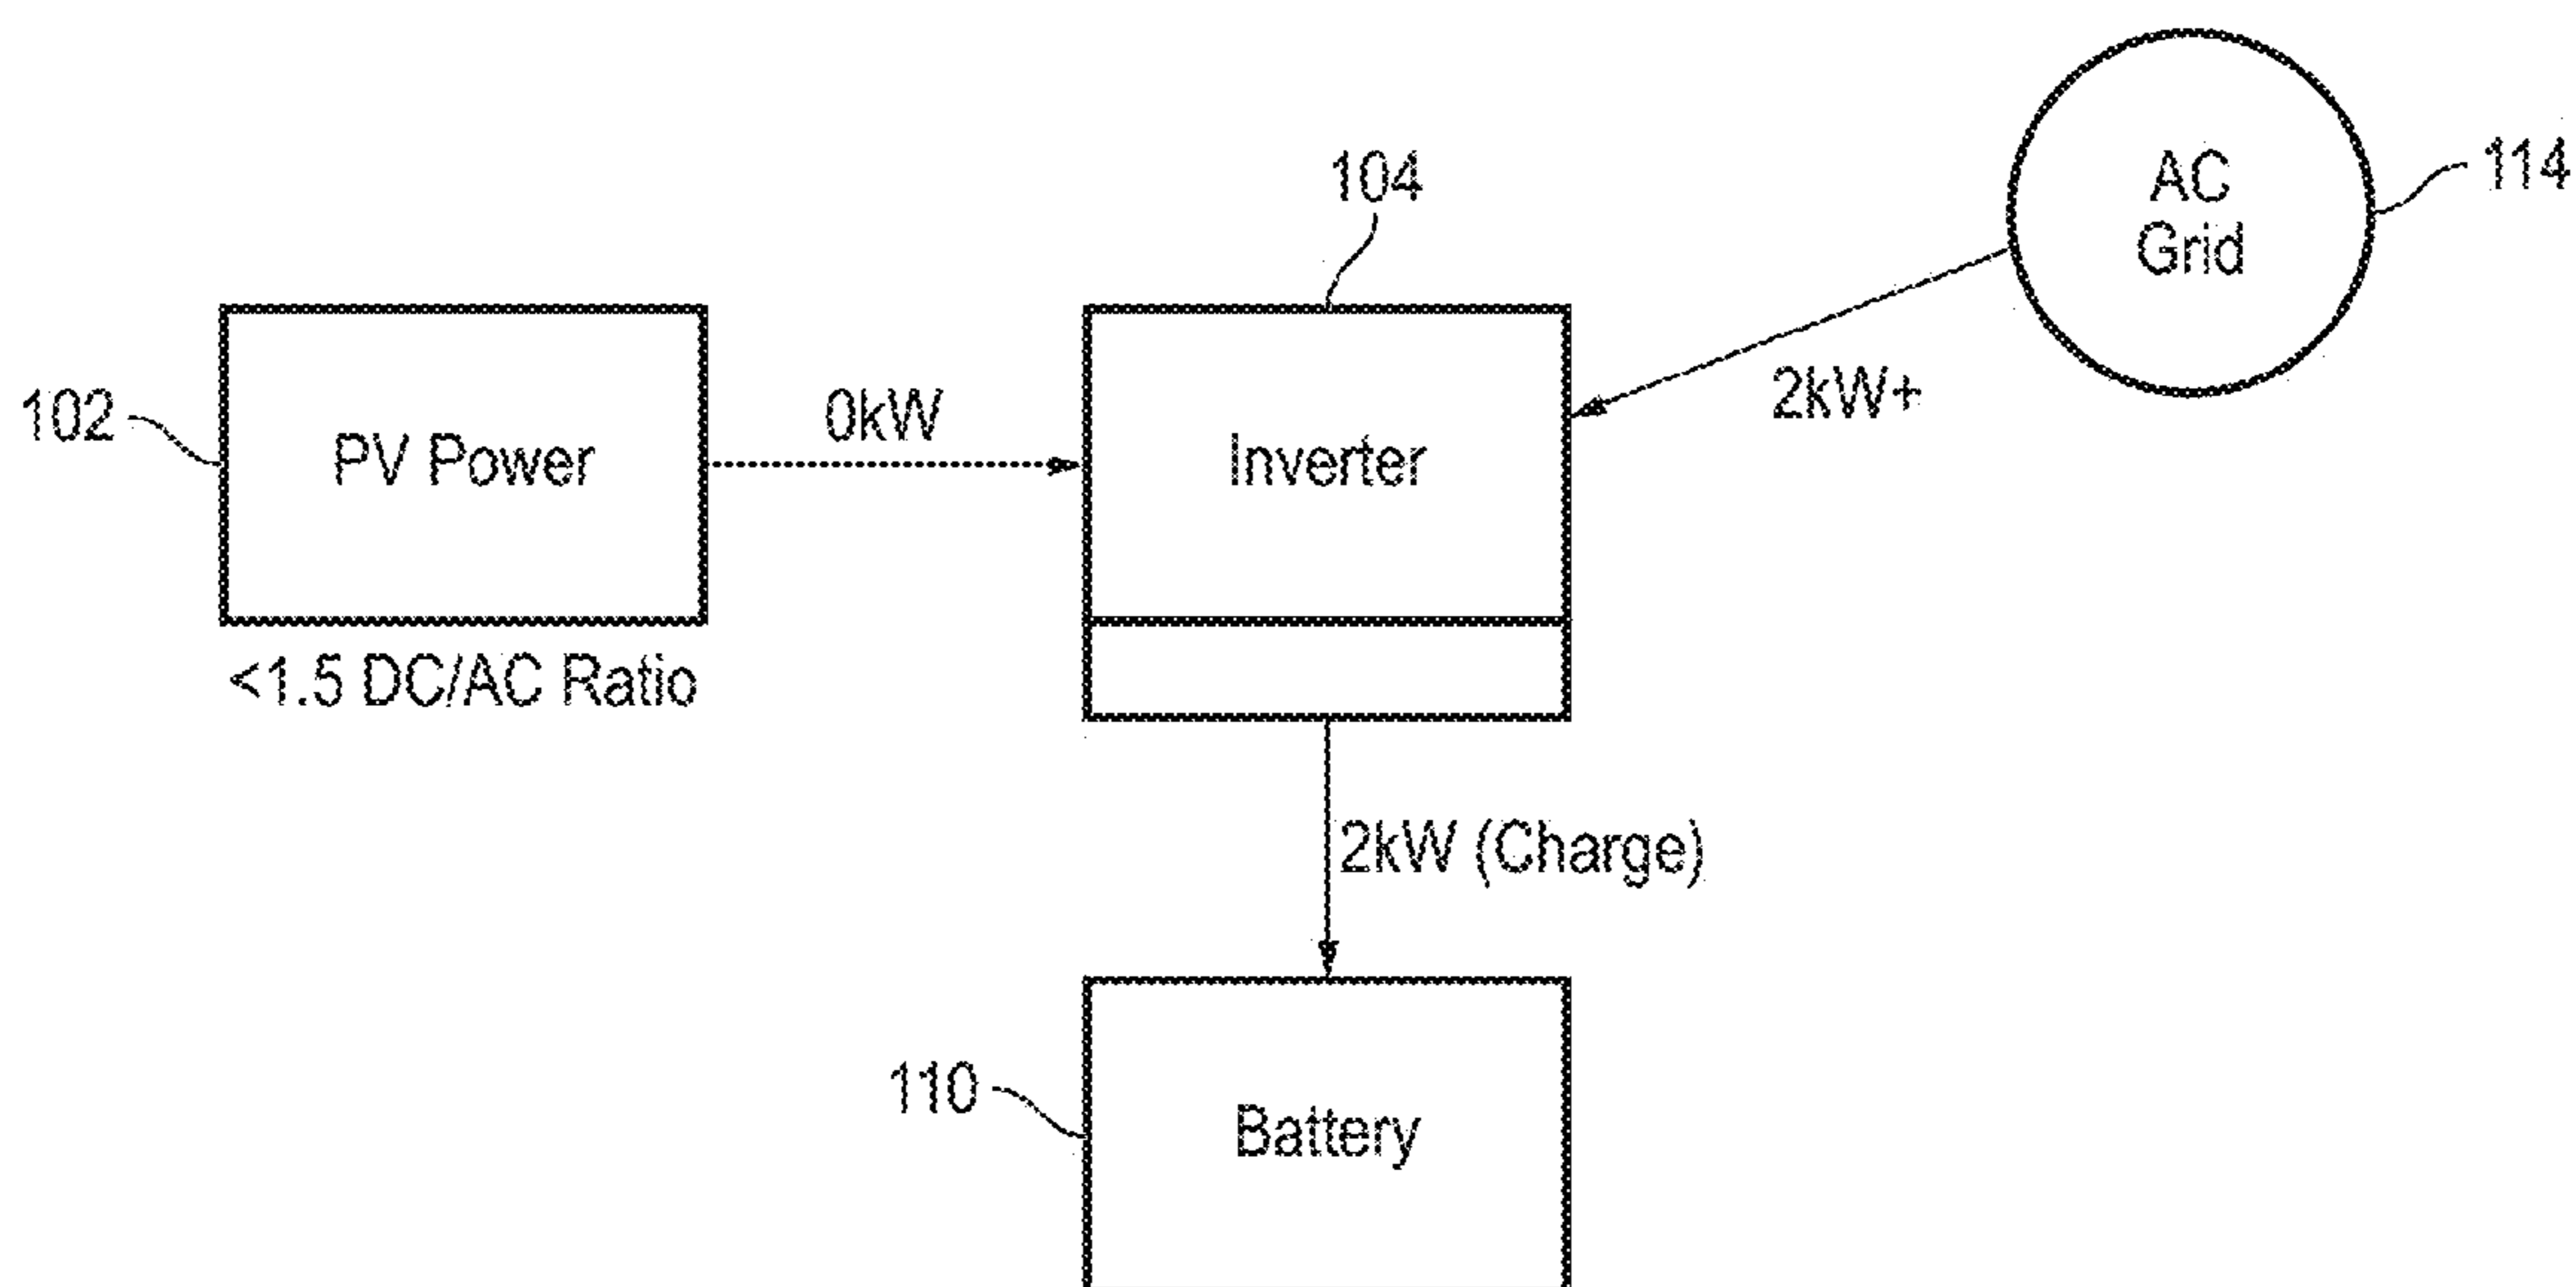 104
AC
Grid
114
102
PV Power
0kW
Inverter
2kW+
<1.5 DC/AC Ratio
2kW (Charge)
110
Battery